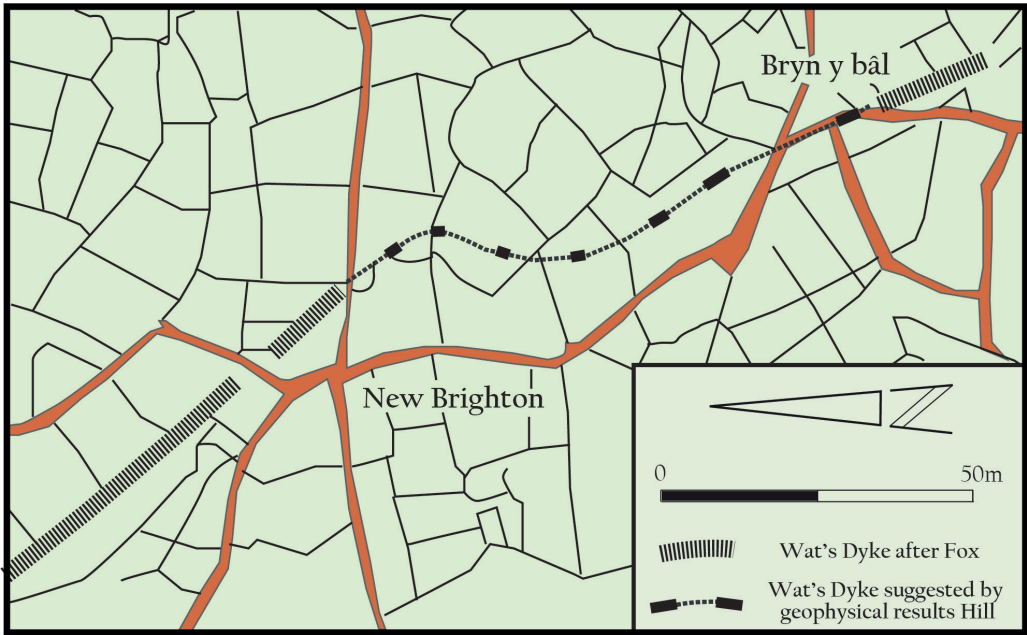 Bryn y bâl
New Brighton
N
0 50m
Wat's Dyke after Fox
Wat's Dyke suggested by
geophysical results Hill